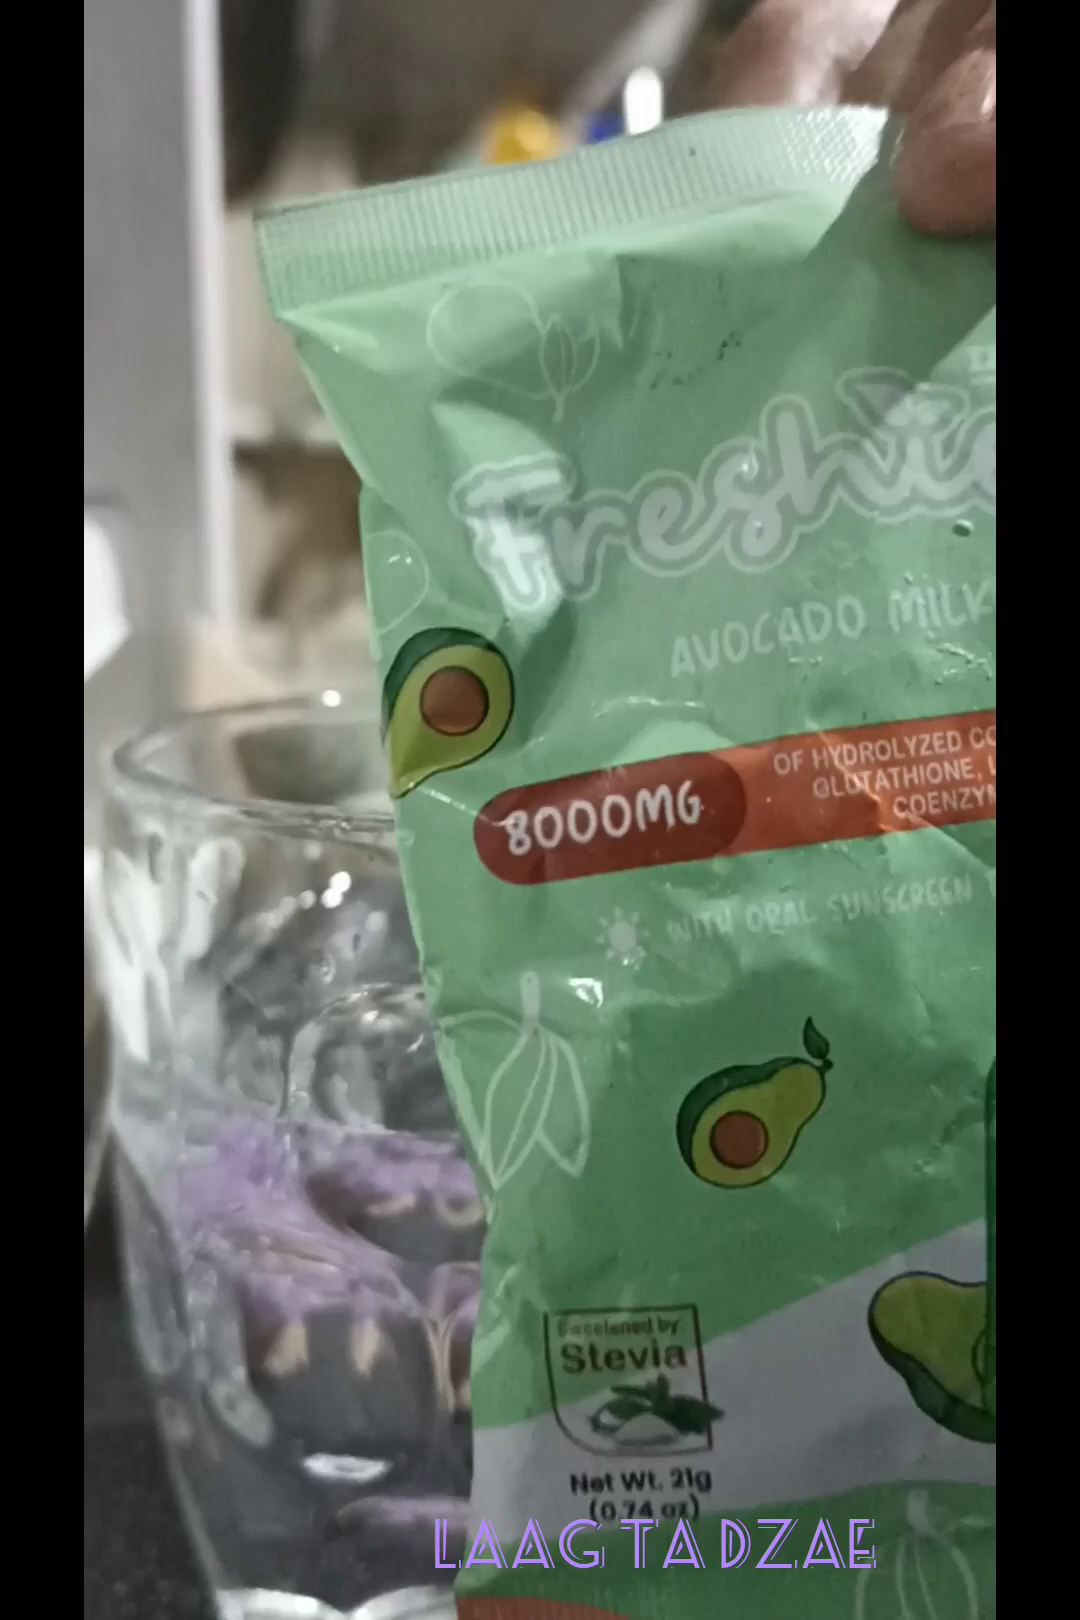 Freshie
AVOCADO MILK
8000MG
OF HYDROLYZED CO
GLUTATHIONE, L
COENZYM
WITH ORAL SUNSCREEN
Sweetened by
Stevia
Net Wt. 21g
(0.74 oz)
LAAG TA DZAE